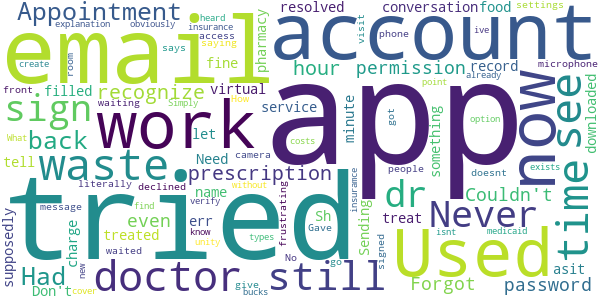 explanation obviously heard conversation food ive settings
Appointment insurance access resolved account phone
email says saying pharmacy visit
create room fine hour permission record already microphone
front filled recognize virtual
sign Simply How service minute see now downloaded
What waiting let work app time
tell back Need costs got option something
waste prescription people doesnt exists
literally declined camera
supposedly message name without frustrating insuramce dr Couldn't
tried even verify err Sh treat Never isnt medicaid
charge treated find know Gave Sending signed Used asit
Had waited unity No Forgot password
Don't new cover doctor types give bucks still go point